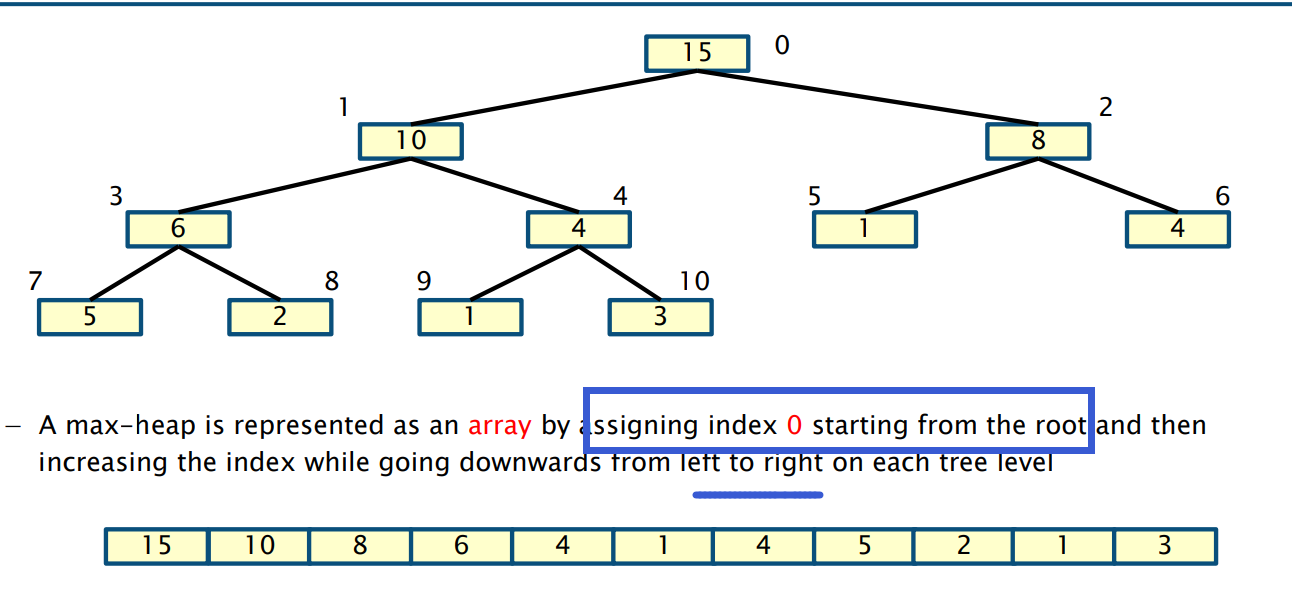 15 0
1 2
10 8
3 4 5 6
6 4 1 4
7 8 9 10
5 2 1 3
– A max-heap is represented as an array by assigning index 0 starting from the root and then
increasing the index while going downwards from left to right on each tree level
15 10 8 6 4 1 4 5 2 1 3